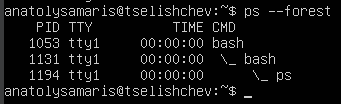 anatolysamaris@tselishchev:~$ ps --forest
    PID TTY          TIME CMD
   1053 tty1     00:00:00 bash
   1131 tty1     00:00:00  \_ bash
   1194 tty1     00:00:00      \_ ps
anatolysamaris@tselishchev:~$ _